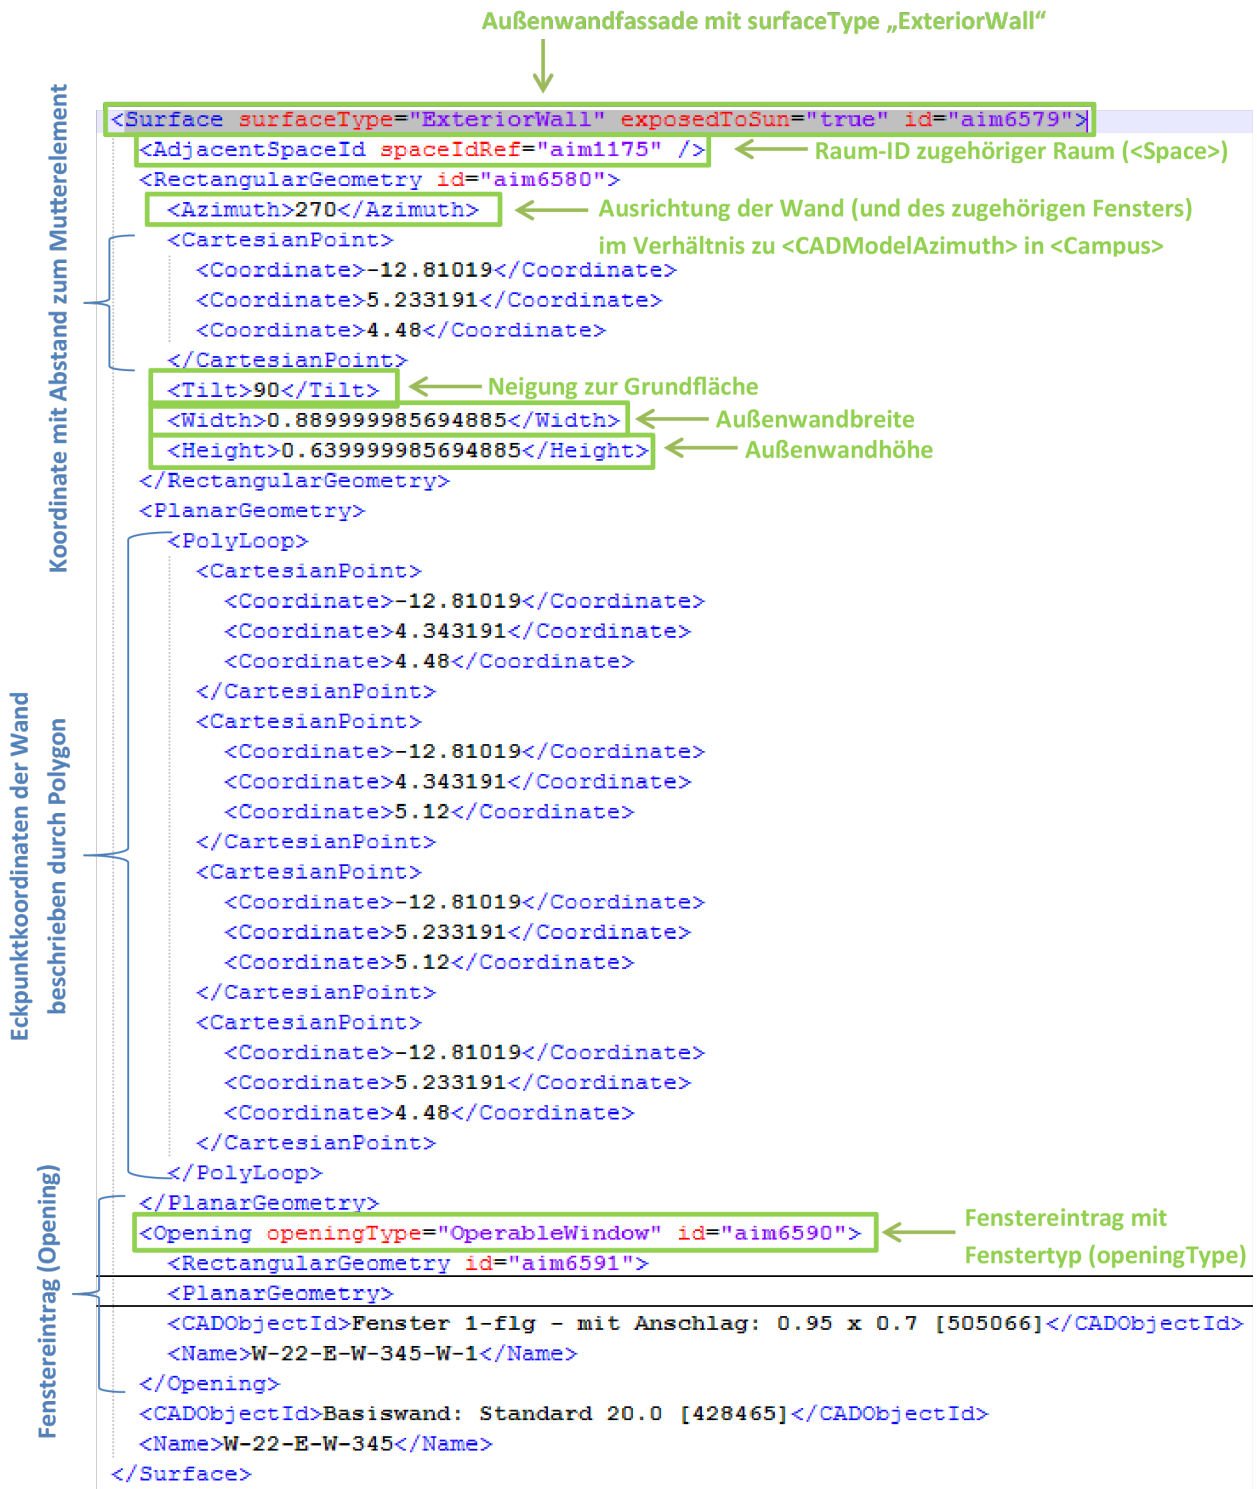 Außenwandfassade mit surfaceType „ExteriorWall“
<Surface surfaceType="ExteriorWall" exposedToSun="true" id="aim6579">
<AdjacentSpaceId spaceIdRef="aim1175" />
Raum-ID zugehöriger Raum (<Space>)
<RectangularGeometry id="aim6580">
<Azimuth>270</Azimuth>
Ausrichtung der Wand (und des zugehörigen Fensters)
im Verhältnis zu <CADModelAzimuth> in <Campus>
Koordinate mit Abstand zum Mutterelement
<CartesianPoint>
<Coordinate>-12.81019</Coordinate>
<Coordinate>5.233191</Coordinate>
<Coordinate>4.48</Coordinate>
</CartesianPoint>
<Tilt>90</Tilt>
Neigung zur Grundfläche
<Width>0.889999985694885</Width>
Außenwandbreite
<Height>0.639999985694885</Height>
Außenwandhöhe
</RectangularGeometry>
<PlanarGeometry>
Eckpunktkoordinaten der Wand
beschrieben durch Polygon
<PolyLoop>
<CartesianPoint>
<Coordinate>-12.81019</Coordinate>
<Coordinate>4.343191</Coordinate>
<Coordinate>4.48</Coordinate>
</CartesianPoint>
<CartesianPoint>
<Coordinate>-12.81019</Coordinate>
<Coordinate>4.343191</Coordinate>
<Coordinate>5.12</Coordinate>
</CartesianPoint>
<CartesianPoint>
<Coordinate>-12.81019</Coordinate>
<Coordinate>5.233191</Coordinate>
<Coordinate>5.12</Coordinate>
</CartesianPoint>
<CartesianPoint>
<Coordinate>-12.81019</Coordinate>
<Coordinate>5.233191</Coordinate>
<Coordinate>4.48</Coordinate>
</CartesianPoint>
</PolyLoop>
</PlanarGeometry>
Fenstereintrag (Opening)
<Opening openingType="OperableWindow" id="aim6590">
Fenstereintrag mit
Fenstertyp (openingType)
<RectangularGeometry id="aim6591">
<PlanarGeometry>
<CADObjectId>Fenster 1-flg - mit Anschlag: 0.95 x 0.7 [505066]</CADObjectId>
<Name>W-22-E-W-345-W-1</Name>
</Opening>
<CADObjectId>Basiswand: Standard 20.0 [428465]</CADObjectId>
<Name>W-22-E-W-345</Name>
</Surface>